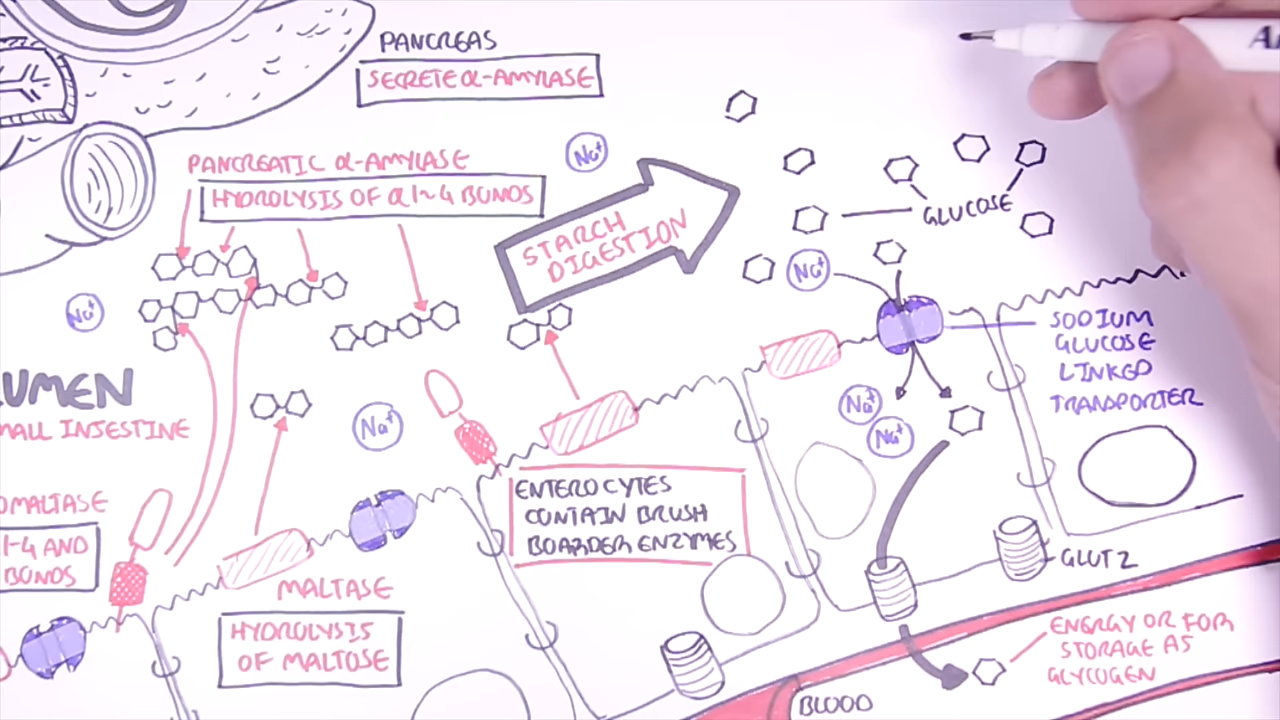 PANCREAS
SECRETE α-AMYLASE
PANCREATIC α-AMYLASE
HYDROLYSIS OF α 1-4 BONDS
Na+
STARCH
DIGESTION
GLUCOSE
Na+
Na+
SODIUM
GLUCOSE
LINKED
TRANSPORTER
UMEN
MALL INTESTINE
Na+
Na+
Na+
ENTEROCYTES
CONTAIN BRUSH
BOARDER ENZYMES
OMALTASE
1-4 AND
BONDS
MALTASE
HYDROLYSIS
OF MALTOSE
GLUT 2
ENERGY OR FOR
STORAGE AS
GLYCOGEN
BLOOD